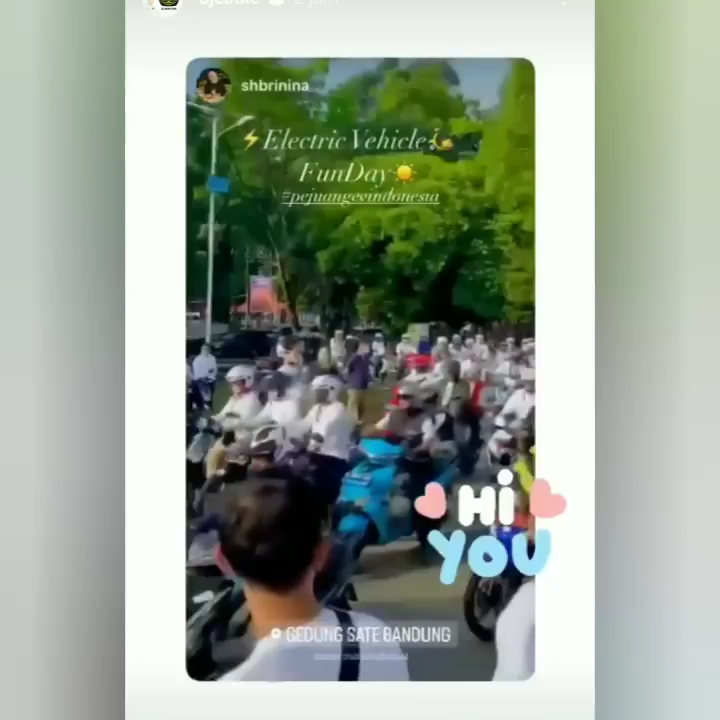 shbrinina
⚡Electric Vehicle
FunDay☀️
#pejuangevindonesia
Hi
YOU
GEDUNG SATE BANDUNG